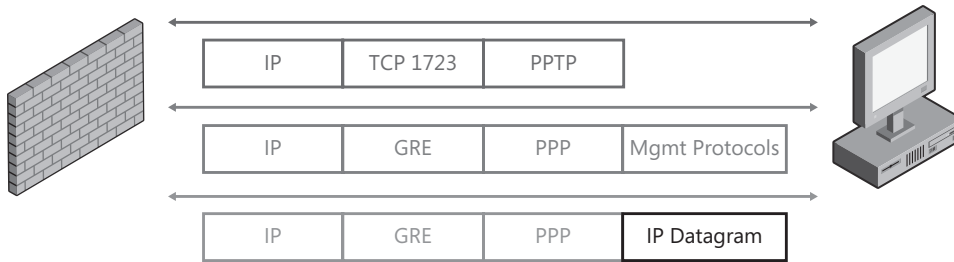 IP TCP 1723 PPTP
IP GRE PPP Mgmt Protocols
IP GRE PPP IP Datagram